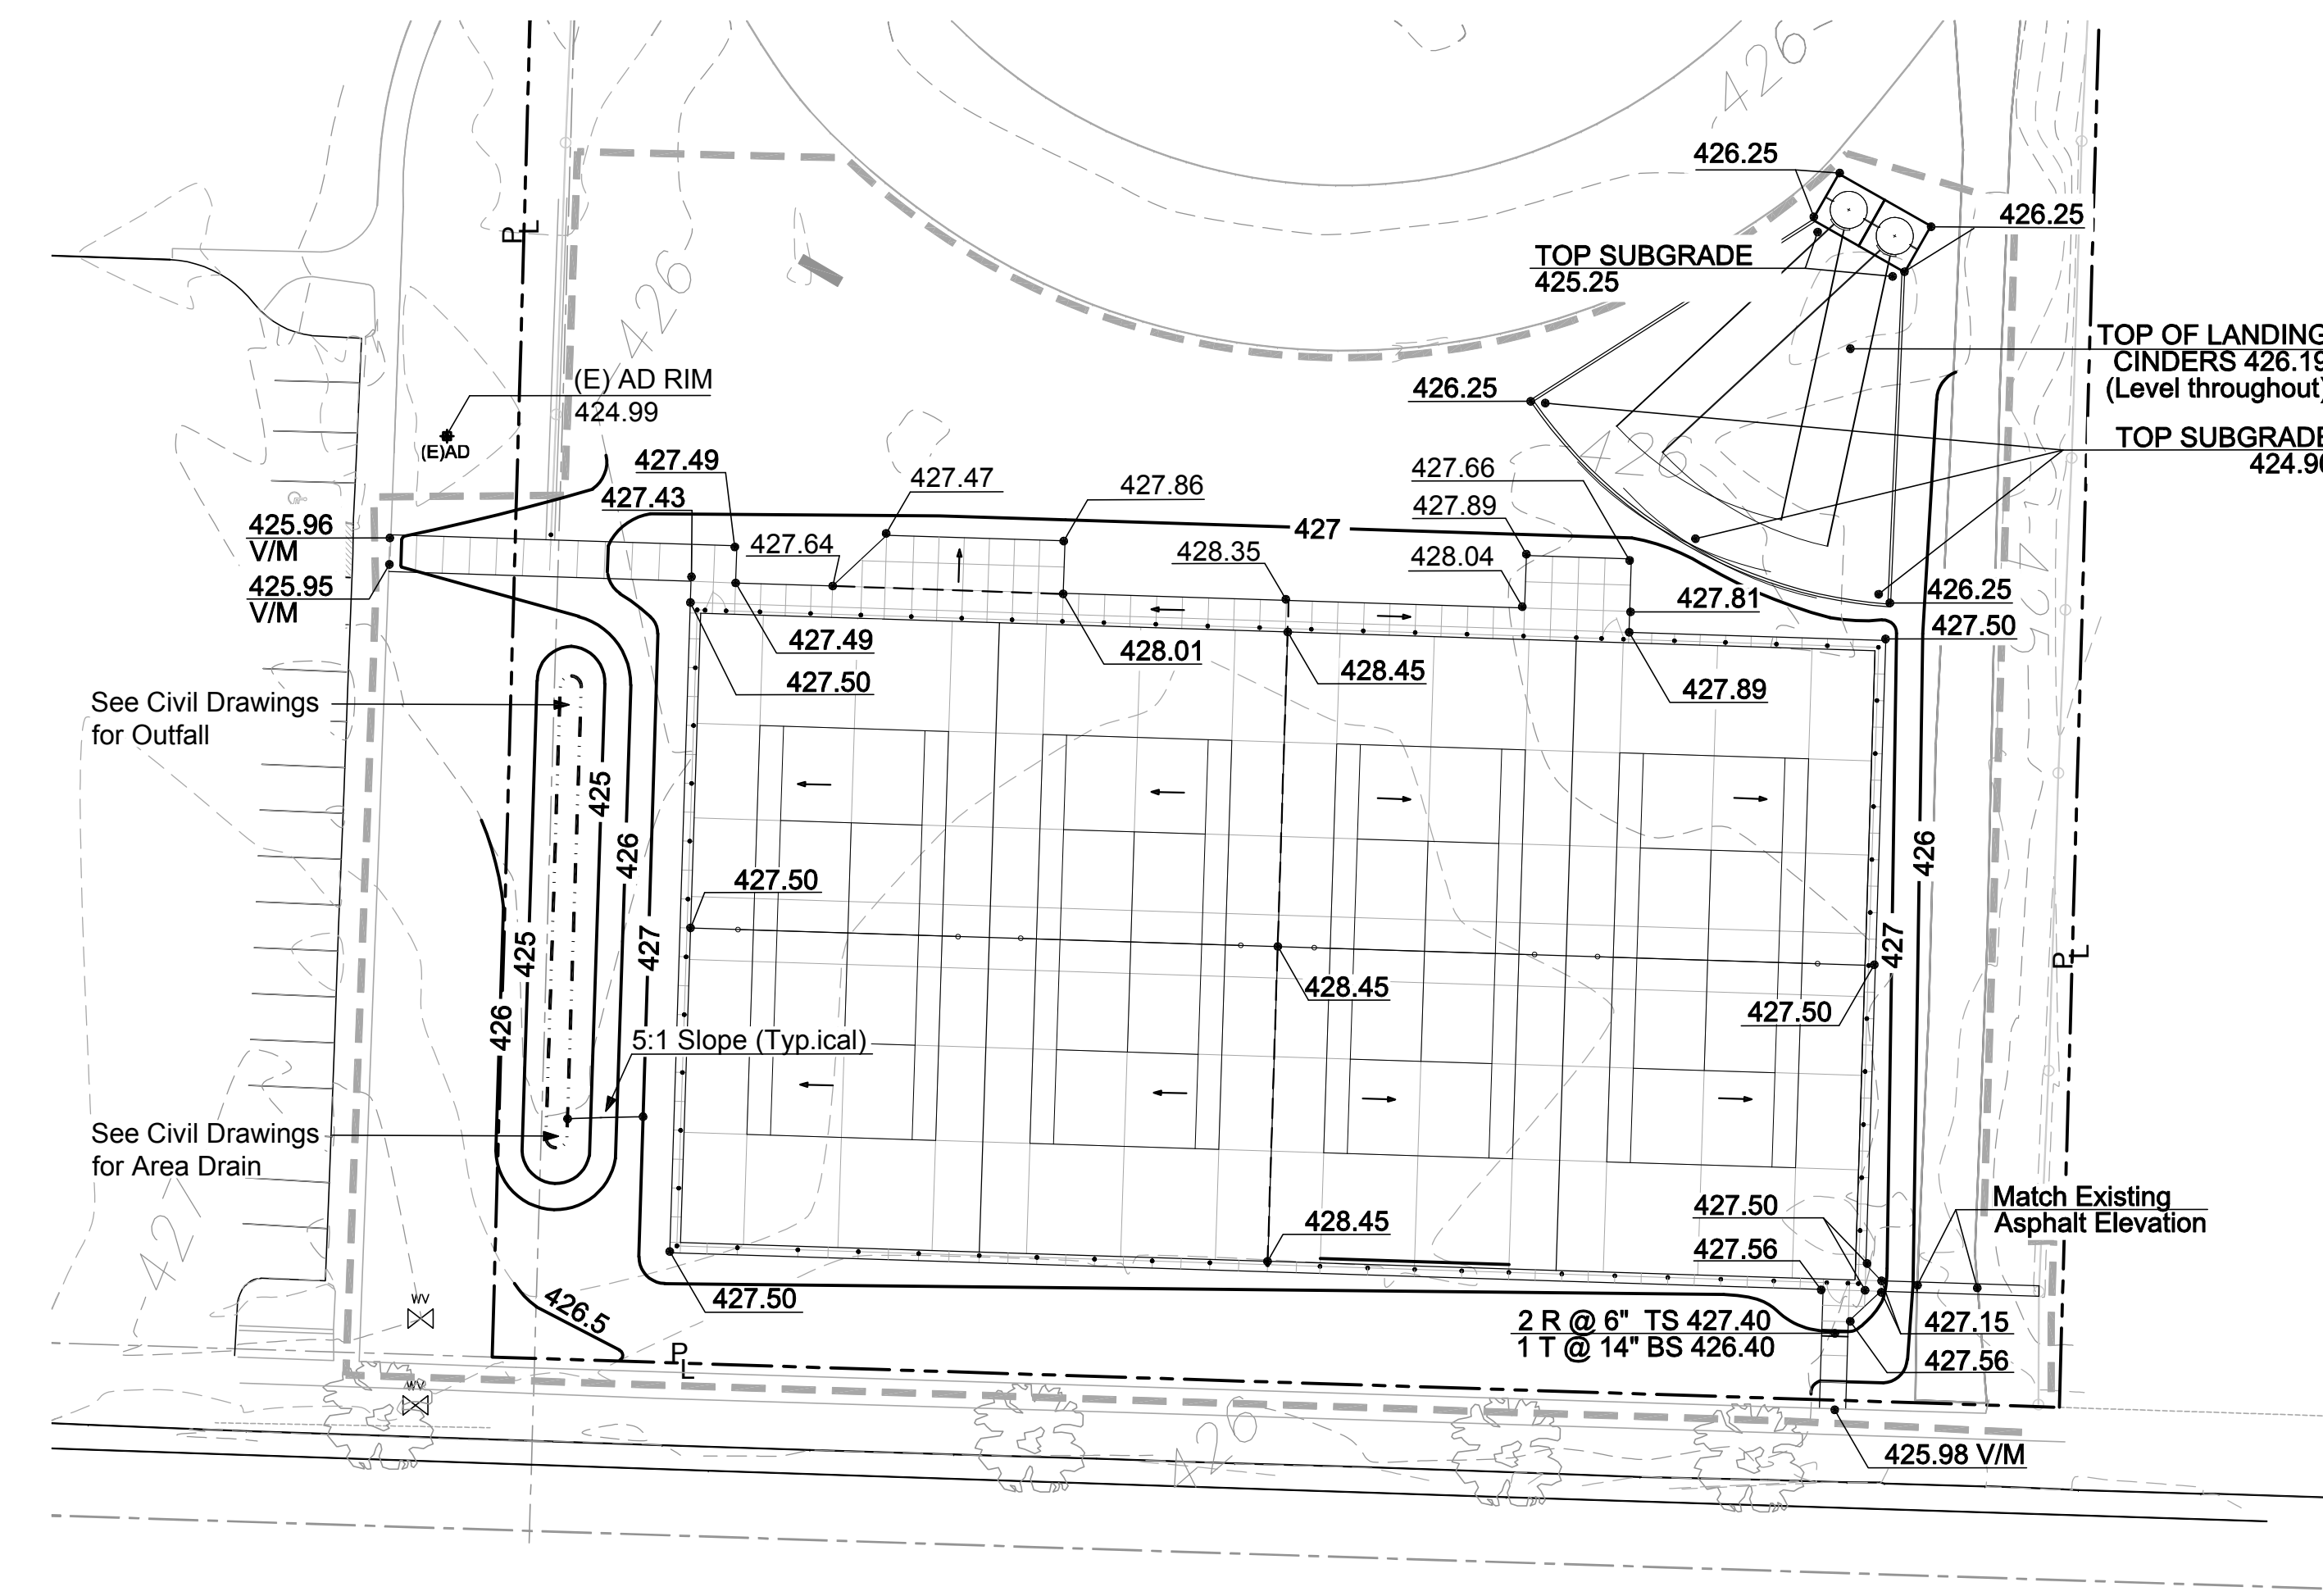 426
426.25
426.25
TOP SUBGRADE
425.25
TOP OF LANDING
CINDERS 426.19
(Level throughout)
426
(E) AD RIM
424.99
(E)AD
426.25
TOP SUBGRADE
424.90
426
427.49
427.43
427.47
427.86
427.66
427.89
425.96
V/M
425.95
V/M
427.64
428.35
428.04
427
427.81
426.25
427.50
427.49
428.01
428.45
427.89
427.50
See Civil Drawings
for Outfall
425
426
426
427.50
425
427
427
428.45
427.50
426
5:1 Slope (Typ.ical)
See Civil Drawings
for Area Drain
428.45
427.50
427.56
Match Existing
Asphalt Elevation
WV
426.5
427.50
2 R @ 6" TS 427.40
1 T @ 14" BS 426.40
427.15
427.56
PL
PL
PL
WV
426
425.98 V/M